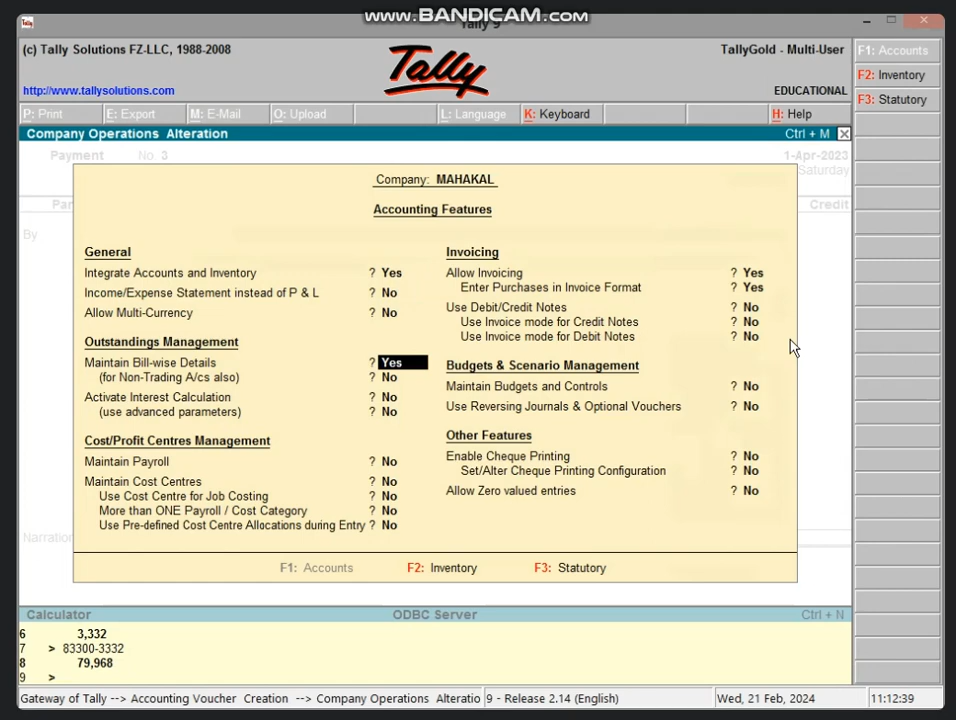 www.BANDICAM.com
Tally 9
(c) Tally Solutions FZ-LLC, 1988-2008
Tally
TallyGold - Multi-User
http://www.tallysolutions.com
EDUCATIONAL
P: Print E: Export M: E-Mail O: Upload L: Language K: Keyboard H: Help
F1: Accounts
F2: Inventory
F3: Statutory
Company Operations Alteration Ctrl + M
Payment No. 3 1-Apr-2023
Saturday
Company: MAHAKAL
Accounting Features
Credit
By
General
Integrate Accounts and Inventory ? Yes
Income/Expense Statement instead of P & L ? No
Allow Multi-Currency ? No
Outstandings Management
Maintain Bill-wise Details ? Yes
(for Non-Trading A/cs also) ? No
Activate Interest Calculation ? No
(use advanced parameters) ? No
Cost/Profit Centres Management
Maintain Payroll ? No
Maintain Cost Centres ? No
Use Cost Centre for Job Costing ? No
More than ONE Payroll / Cost Category ? No
Use Pre-defined Cost Centre Allocations during Entry ? No
Invoicing
Allow Invoicing ? Yes
Enter Purchases in Invoice Format ? Yes
Use Debit/Credit Notes ? No
Use Invoice mode for Credit Notes ? No
Use Invoice mode for Debit Notes ? No
Budgets & Scenario Management
Maintain Budgets and Controls ? No
Use Reversing Journals & Optional Vouchers ? No
Other Features
Enable Cheque Printing ? No
Set/Alter Cheque Printing Configuration ? No
Allow Zero valued entries ? No
F1: Accounts F2: Inventory F3: Statutory
Calculator ODBC Server Ctrl + N
6 3,332
7 > 83300-3332
8 79,968
9 >
Gateway of Tally --> Accounting Voucher Creation --> Company Operations Alteratio 9 - Release 2.14 (English) Wed, 21 Feb, 2024 11:12:39